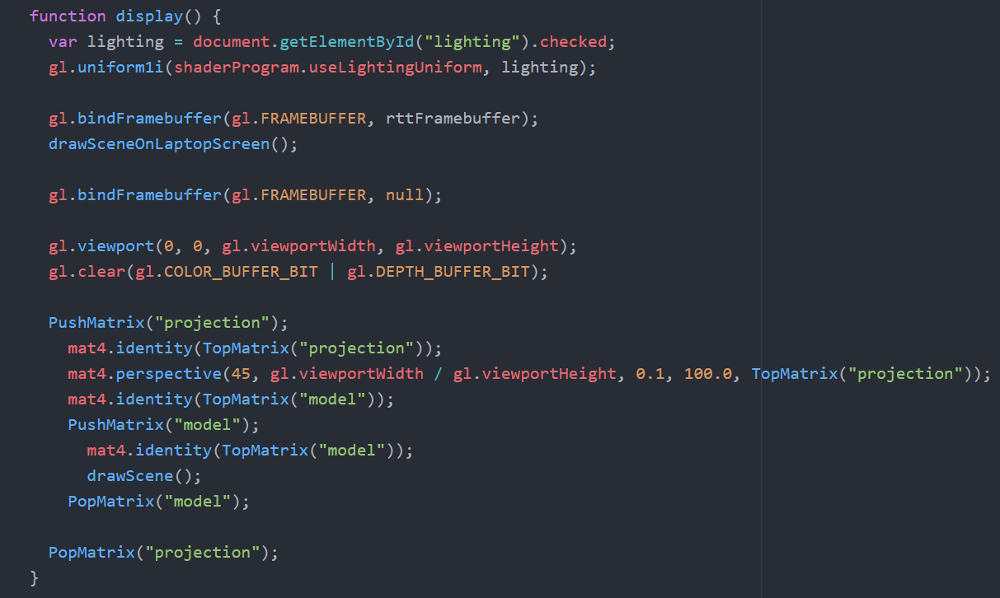 function display() {
  var lighting = document.getElementById("lighting").checked;
  gl.uniform1i(shaderProgram.useLightingUniform, lighting);

  gl.bindFramebuffer(gl.FRAMEBUFFER, rttFramebuffer);
  drawSceneOnLaptopScreen();

  gl.bindFramebuffer(gl.FRAMEBUFFER, null);

  gl.viewport(0, 0, gl.viewportWidth, gl.viewportHeight);
  gl.clear(gl.COLOR_BUFFER_BIT | gl.DEPTH_BUFFER_BIT);

  PushMatrix("projection");
    mat4.identity(TopMatrix("projection"));
    mat4.perspective(45, gl.viewportWidth / gl.viewportHeight, 0.1, 100.0, TopMatrix("projection"));
    mat4.identity(TopMatrix("model"));
    PushMatrix("model");
      mat4.identity(TopMatrix("model"));
      drawScene();
    PopMatrix("model");

  PopMatrix("projection");
}